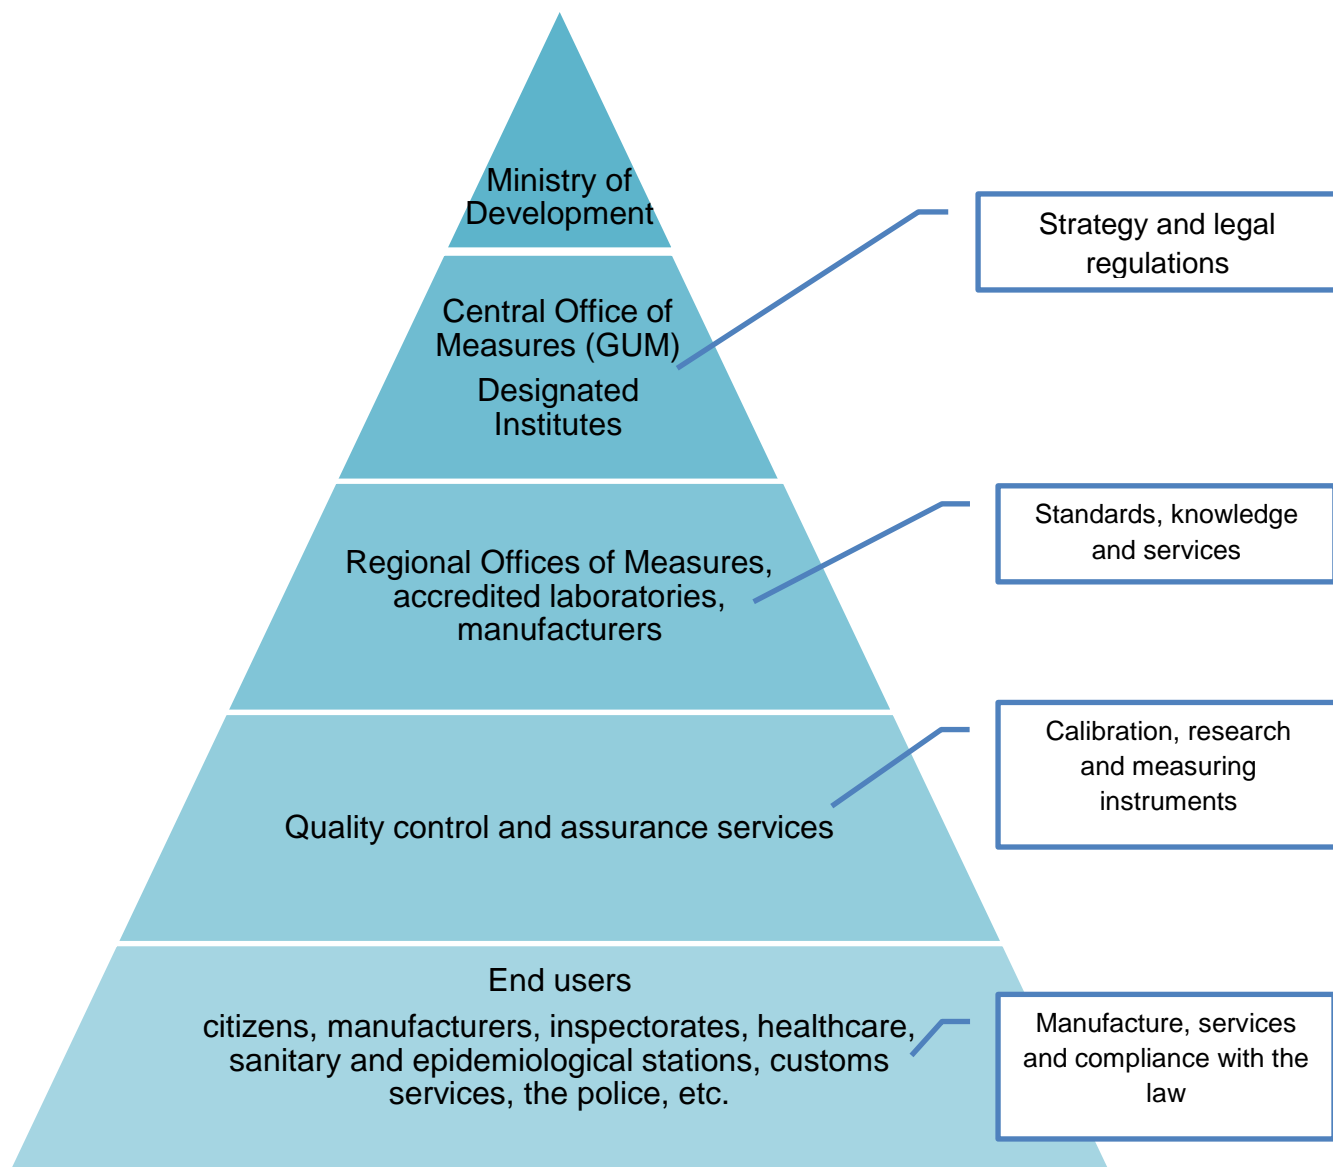 Ministry of
Development
Strategy and legal
regulations
Central Office of
Measures (GUM)
Designated
Institutes
Standards, knowledge
and services
Regional Offices of Measures,
accredited laboratories,
manufacturers
Calibration, research
and measuring
instruments
Quality control and assurance services
End users
citizens, manufacturers, inspectorates, healthcare,
sanitary and epidemiological stations, customs
services, the police, etc.
Manufacture, services
and compliance with the
law